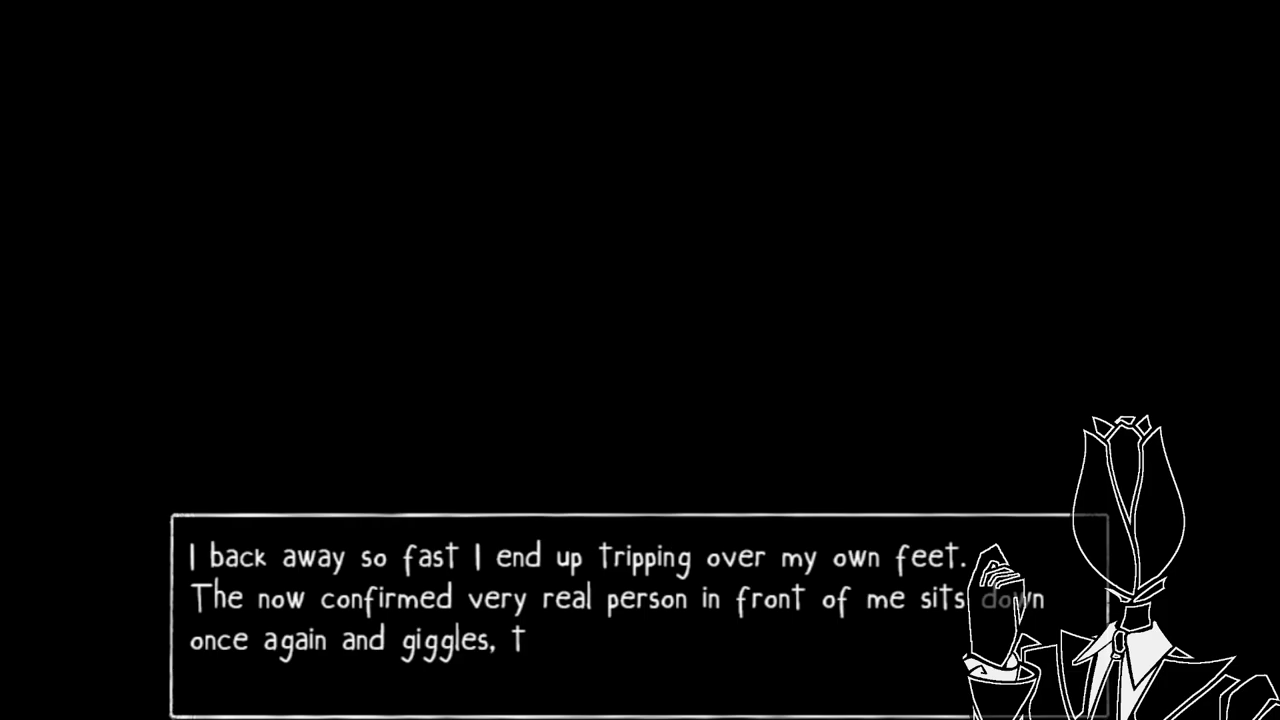 I back away so fast I end up tripping over my own feet.
The now confirmed very real person in front of me sits down
once again and giggles, t